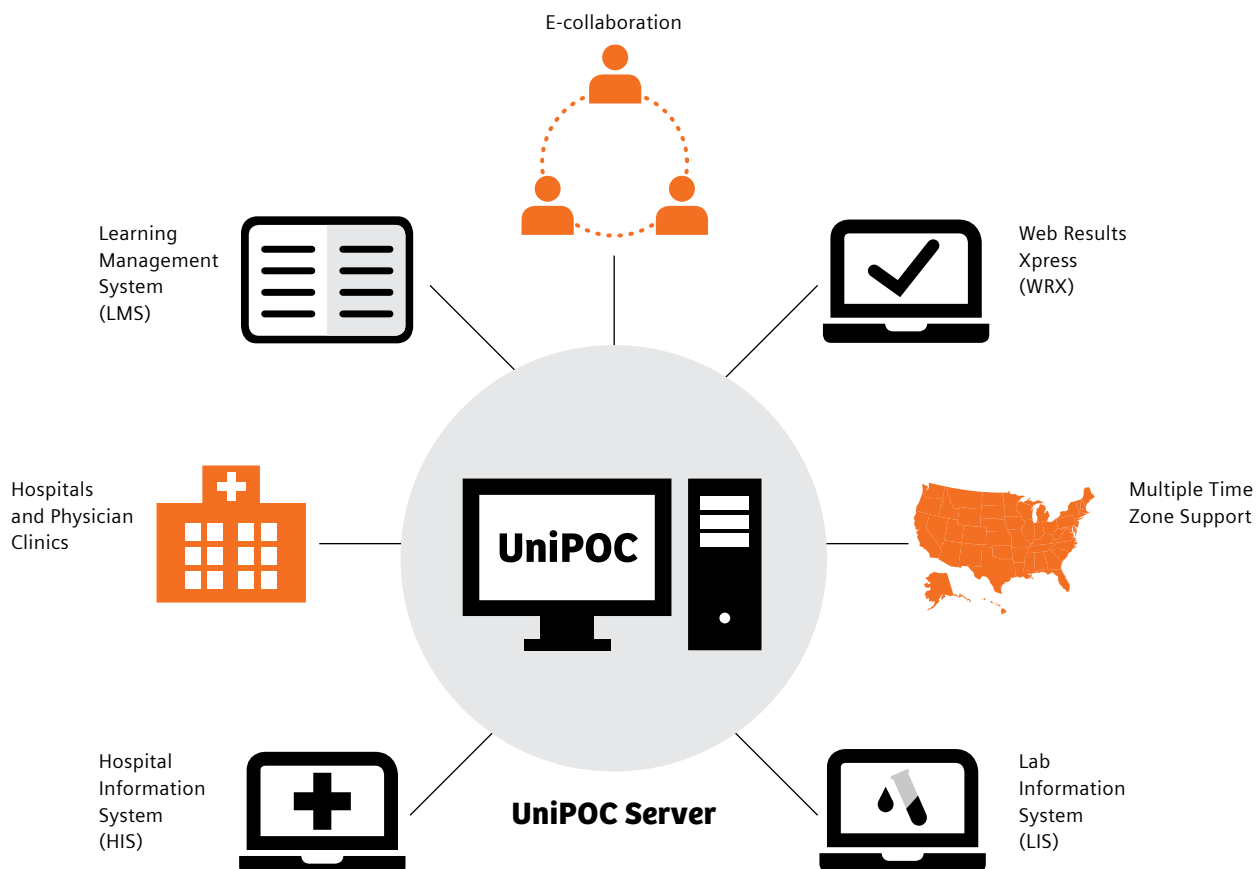 E-collaboration
Learning
Management
System
(LMS)
Web Results
Xpress
(WRX)
Hospitals
and Physician
Clinics
UniPOC
Multiple Time
Zone Support
Hospital
Information
System
(HIS)
UniPOC Server
Lab
Information
System
(LIS)